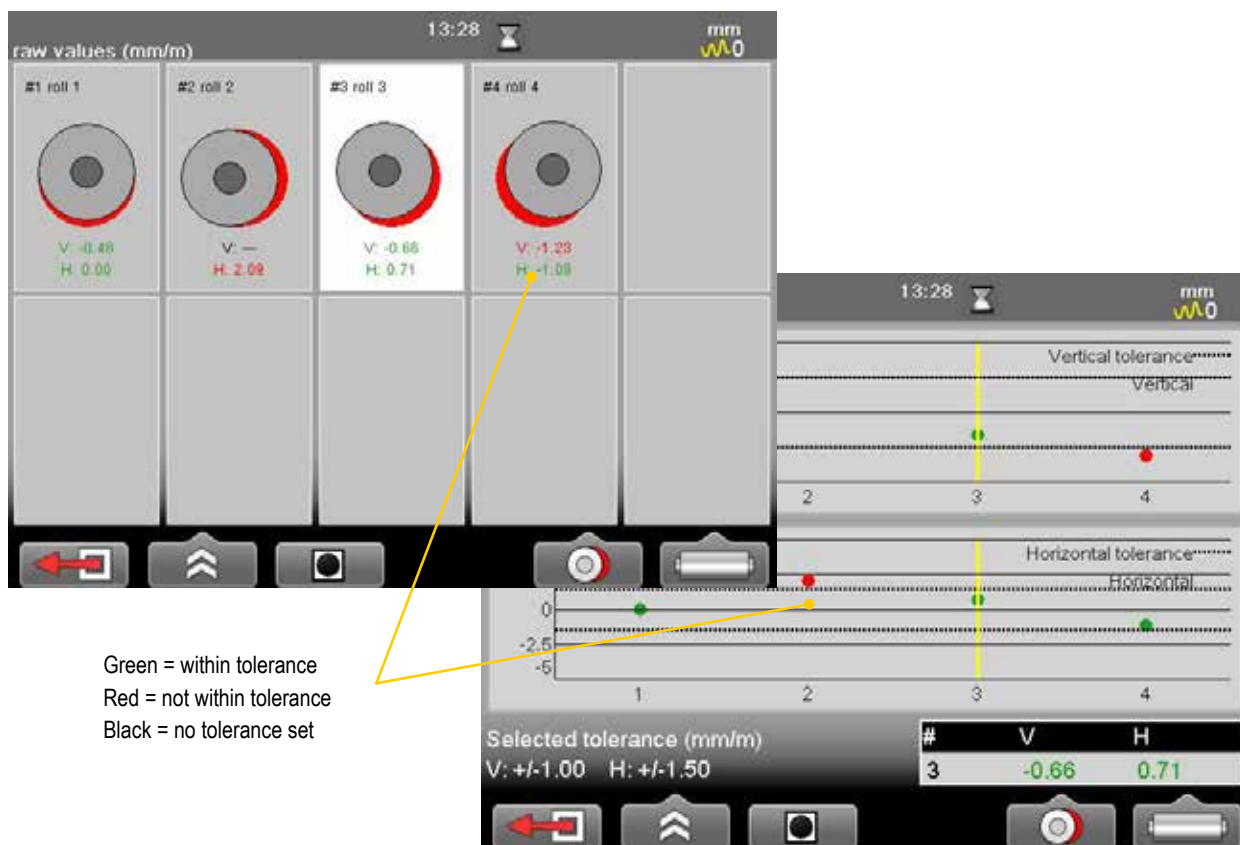 13:28
mm
0
raw values (mm/m)
#1 roll 1
#2 roll 2
#3 roll 3
#4 roll 4
V: -0.48
H: 0.00
V: —
H: 2.09
V: -0.66
H: 0.71
V: -1.23
H: -1.09
13:28
mm
0
Vertical tolerance
Vertical
2
3
4
Horizontal tolerance
Horizontal
0
-2.5
-5
1
2
3
4
Green = within tolerance
Red = not within tolerance
Black = no tolerance set
Selected tolerance (mm/m)
V: +/-1.00 H: +/-1.50
# V H
3 -0.66 0.71